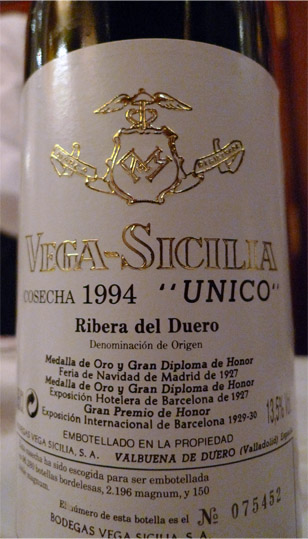 VEGA-SICILIA
COSECHA 1994 "UNICO"
Ribera del Duero
Denominación de Origen
Medalla de Oro y Gran Diploma de Honor
Feria de Navidad de Madrid de 1927
Medalla de Oro y Gran Diploma de Honor
Exposición Hotelera de Barcelona de 1927
Gran Premio de Honor
Exposición Internacional de Barcelona 1929-30
13,5%
EMBOTELLADO EN LA PROPIEDAD
VEGA SICILIA, S. A. VALBUENA DE DUERO (Valladolid)
cosecha ha sido escogida para ser embotellada
botellas bordelesas, 2.196 magnum, y 150
magnum.
El número de esta botella es el Nº 075452
BODEGAS VEGA SICILIA, S. A.